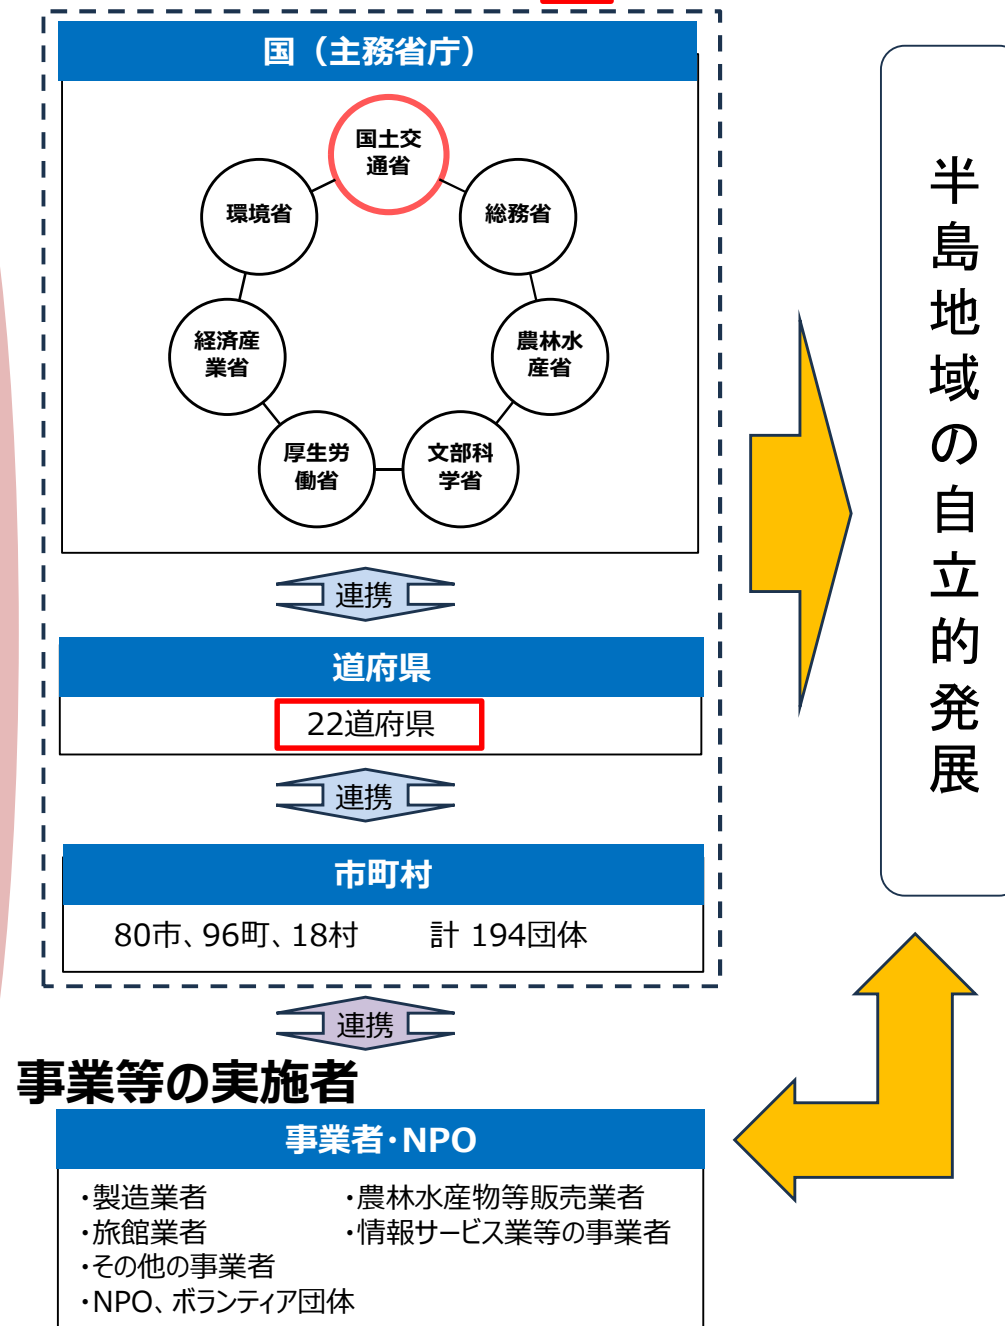 国（主務省庁）
国土交
通省
環境省
総務省
経済産
業省
農林水
産省
厚生労
働省
文部科
学省
連携
道府県
22道府県
連携
市町村
80市、96町、18村　計 194団体
連携
事業等の実施者
事業者・NPO
・製造業者　・農林水産物等販売業者
・旅館業者　・情報サービス業等の事業者
・その他の事業者
・NPO、ボランティア団体
半島地域の自立的発展